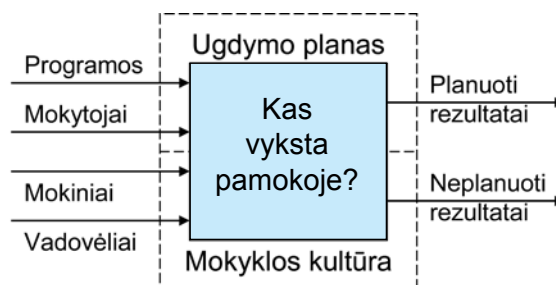 Ugdymo planas
Programos
Mokytojai
Mokiniai
Vadovėliai
Kas
vyksta
pamokoje?
Planuoti
rezultatai
Neplanuoti
rezultatai
Mokyklos kultūra